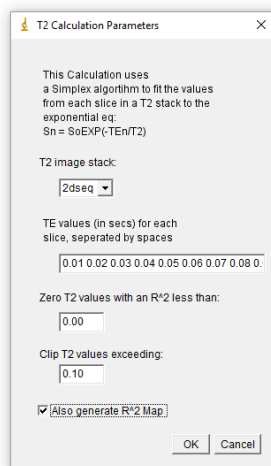 T2 Calculation Parameters
This Calculation uses
a Simplex algortihm to fit the values
from each slice in a T2 stack to the
exponential eq:
Sn = SoEXP(-TEn/T2)
T2 image stack:
2dseq
TE values (in secs) for each
slice, seperated by spaces
0.01 0.02 0.03 0.04 0.05 0.06 0.07 0.08 0.
Zero T2 values with an R^2 less than:
0.00
Clip T2 values exceeding:
0.10
Also generate R^2 Map
OK Cancel